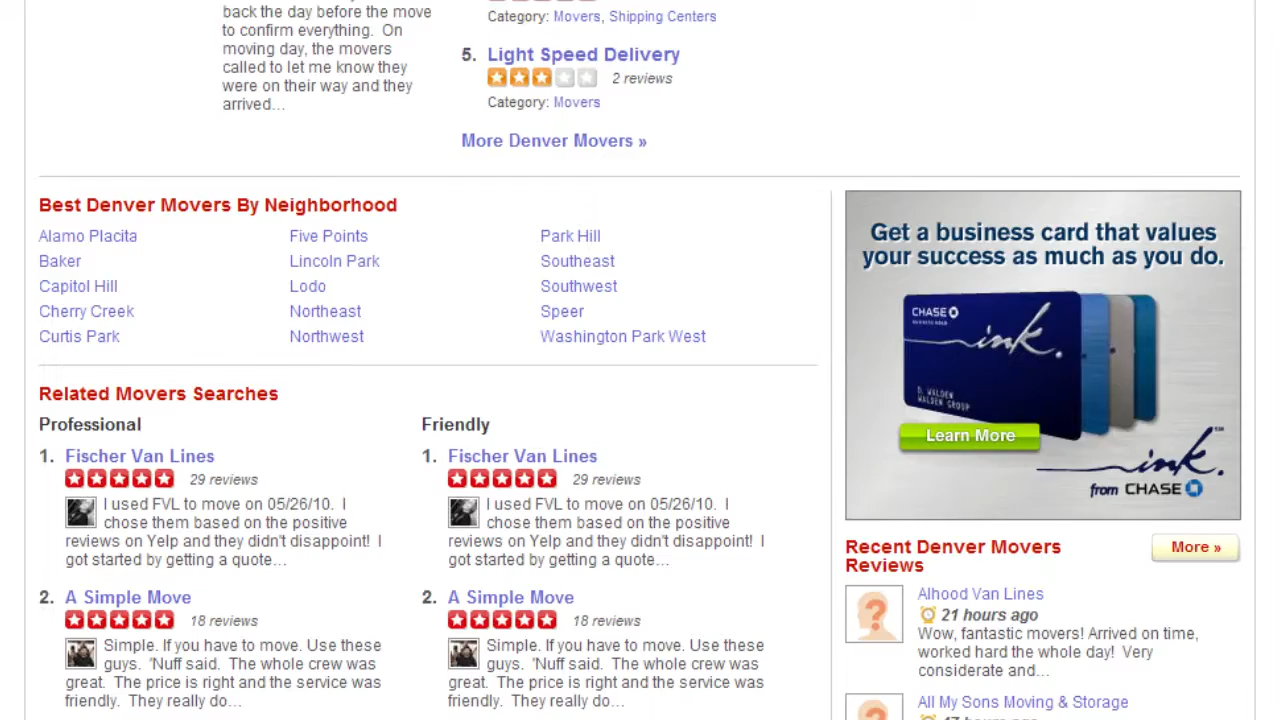 back the day before the move
to confirm everything. On
moving day, the movers
called to let me know they
were on their way and they
arrived...
Category: Movers, Shipping Centers
5. Light Speed Delivery
2 reviews
Category: Movers
More Denver Movers »
Best Denver Movers By Neighborhood
Alamo Placita
Baker
Capitol Hill
Cherry Creek
Curtis Park
Five Points
Lincoln Park
Lodo
Northeast
Northwest
Park Hill
Southeast
Southwest
Speer
Washington Park West
Related Movers Searches
Professional
1. Fischer Van Lines
29 reviews
I used FVL to move on 05/26/10. I
chose them based on the positive
reviews on Yelp and they didn't disappoint! I
got started by getting a quote...
2. A Simple Move
18 reviews
Simple. If you have to move. Use these
guys. 'Nuff said. The whole crew was
great. The price is right and the service was
friendly. They really do...
Friendly
1. Fischer Van Lines
29 reviews
I used FVL to move on 05/26/10. I
chose them based on the positive
reviews on Yelp and they didn't disappoint! I
got started by getting a quote...
2. A Simple Move
18 reviews
Simple. If you have to move. Use these
guys. 'Nuff said. The whole crew was
great. The price is right and the service was
friendly. They really do...
Get a business card that values
your success as much as you do.
CHASE
ink.
D. WALDEN
WALDEN GROUP
Learn More
ink.
from CHASE
Recent Denver Movers
Reviews
More »
Alhood Van Lines
21 hours ago
Wow, fantastic movers! Arrived on time,
worked hard the whole day! Very
considerate and...
All My Sons Moving & Storage
17 hours ago